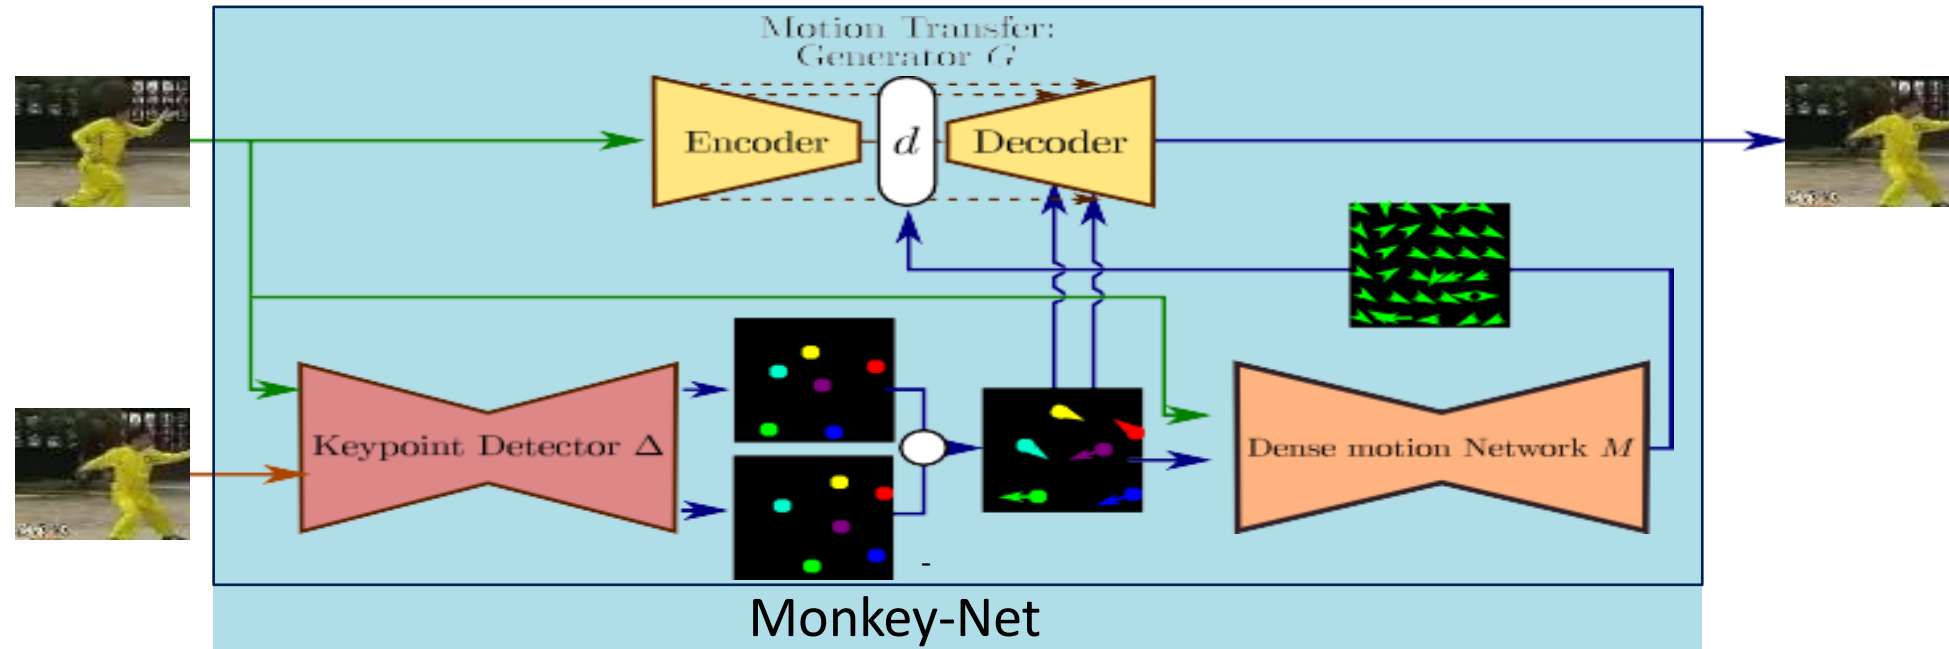 Motion Transfer:
Generator G
Encoder
d
Decoder
Keypoint Detector Δ
Dense motion Network M
-
Monkey-Net